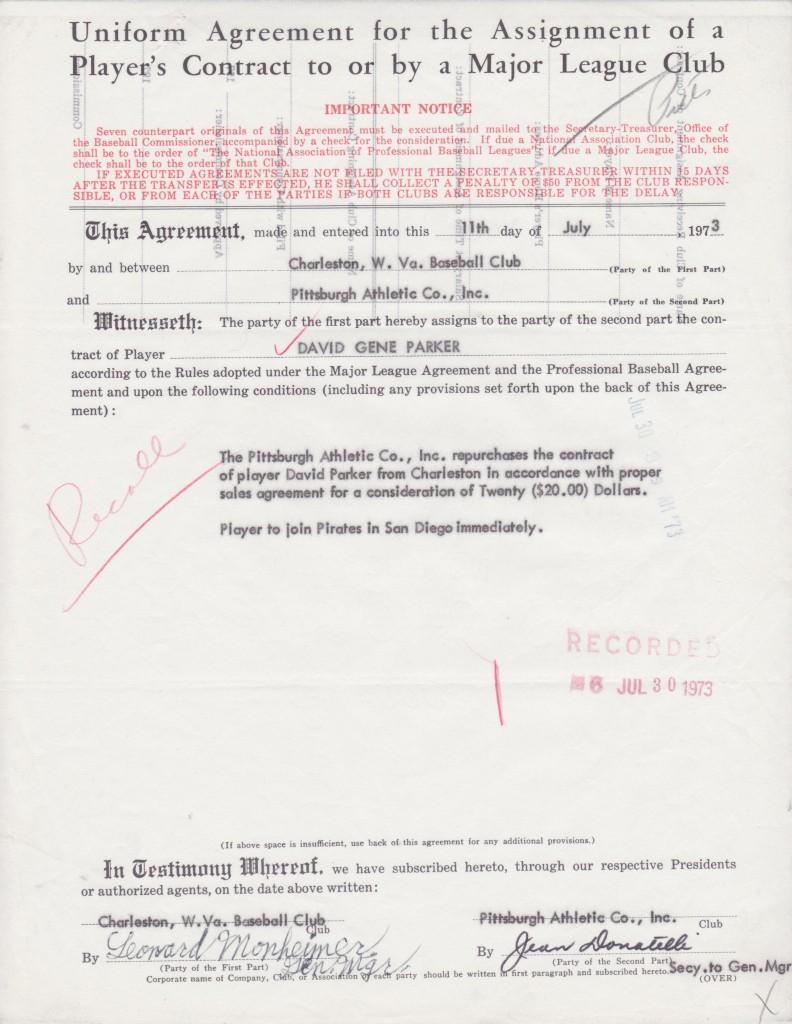 Uniform Agreement for the Assignment of a
Player's Contract to or by a Major League Club
Pitts
IMPORTANT NOTICE
Seven counterpart originals of this Agreement must be executed and mailed to the Secretary-Treasurer, Office of
the Baseball Commissioner, accompanied by a check for the consideration. If due a National Association Club, the check
shall be to the order of "The National Association of Professional Baseball Leagues"; if due a Major League Club, the
check shall be to the order of that Club.
IF EXECUTED AGREEMENTS ARE NOT FILED WITH THE SECRETARY-TREASURER WITHIN 15 DAYS
AFTER THE TRANSFER IS EFFECTED, HE SHALL COLLECT A PENALTY OF $50 FROM THE CLUB RESPON-
SIBLE, OR FROM EACH OF THE PARTIES IF BOTH CLUBS ARE RESPONSIBLE FOR THE DELAY.
This Agreement, made and entered into this 11th day of July, 1973
by and between Charleston, W. Va. Baseball Club (Party of the First Part)
and Pittsburgh Athletic Co., Inc. (Party of the Second Part)
Witnesseth: The party of the first part hereby assigns to the party of the second part the con-
tract of Player DAVID GENE PARKER
according to the Rules adopted under the Major League Agreement and the Professional Baseball Agree-
ment and upon the following conditions (including any provisions set forth upon the back of this Agree-
ment):
Recall
The Pittsburgh Athletic Co., Inc. repurchases the contract
of player David Parker from Charleston in accordance with proper
sales agreement for a consideration of Twenty ($20.00) Dollars.
Player to join Pirates in San Diego immediately.
JUL 30 '73
RECORDED
JUL 30 1973
(If above space is insufficient, use back of this agreement for any additional provisions.)
In Testimony Whereof, we have subscribed hereto, through our respective Presidents
or authorized agents, on the date above written:
Charleston, W.Va. Baseball Club Club
Pittsburgh Athletic Co., Inc. Club
By Leonard Monheimer
Gen. Mgr.
(Party of the First Part)
By Jean Donatelli
(Party of the Second Part) Secy. to Gen. Mgr
Corporate name of Company, Club, or Association of each party should be written in first paragraph and subscribed hereto.
(OVER)
X